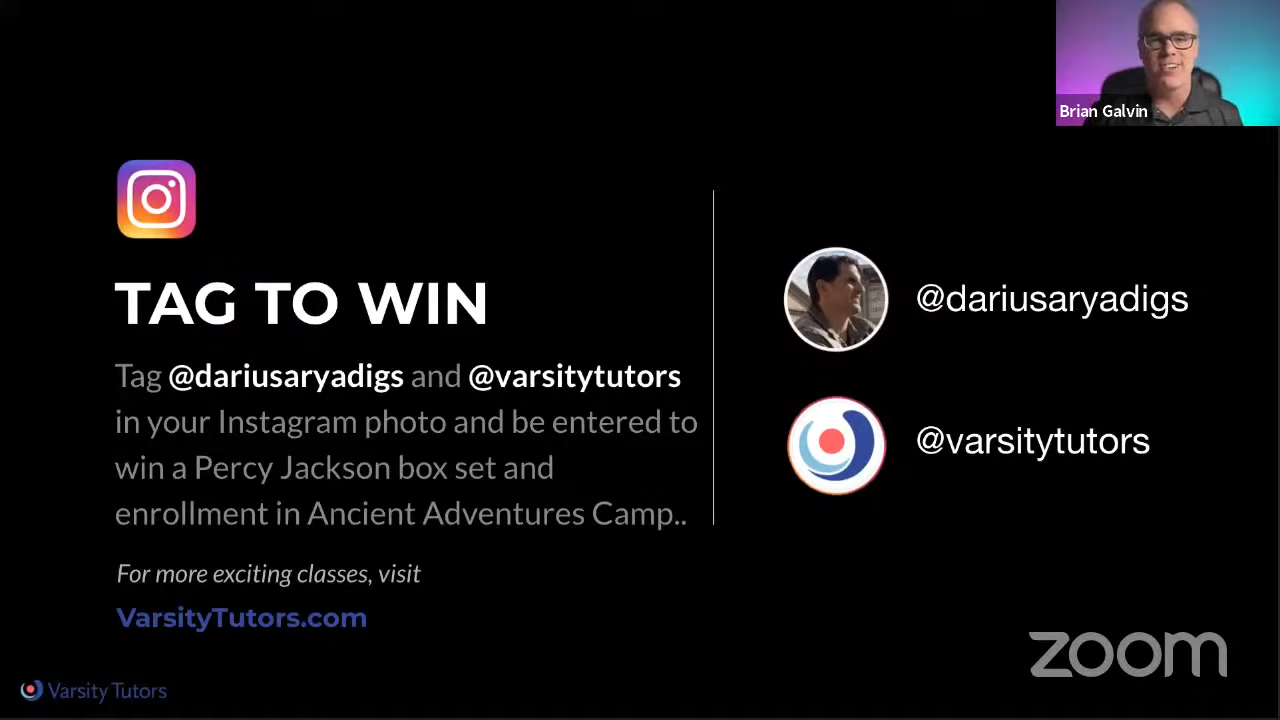 Brian Galvin
TAG TO WIN
Tag @dariusaryadigs and @varsitytutors
in your Instagram photo and be entered to
win a Percy Jackson box set and
enrollment in Ancient Adventures Camp..
For more exciting classes, visit
VarsityTutors.com
@dariusaryadigs
@varsitytutors
Varsity Tutors
zoom